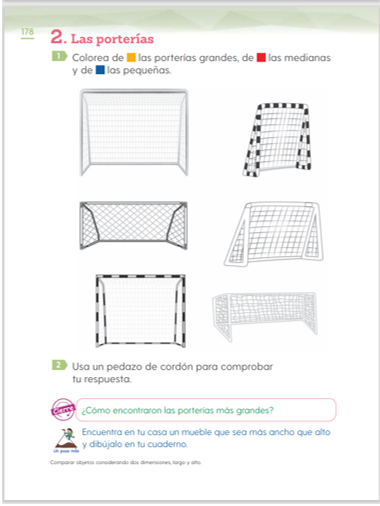 178
2. Las porterías
1 Colorea de las porterías grandes, de las medianas
y de las pequeñas.
2 Usa un pedazo de cordón para comprobar
tu respuesta.
Cierre
¿Cómo encontraron las porterías más grandes?
Encuentra en tu casa un mueble que sea más ancho que alto
y dibújalo en tu cuaderno.
Un paso más
Comparar objetos considerando dos dimensiones, largo y alto.